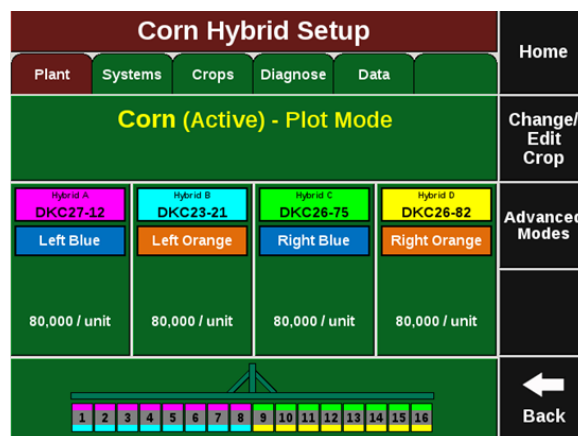 Corn Hybrid Setup
Home
Plant Systems Crops Diagnose Data
Corn (Active) - Plot Mode
Change/
Edit
Crop
Hybrid A Hybrid B Hybrid C Hybrid D
DKC27-12 DKC23-21 DKC26-75 DKC26-82
Left Blue Left Orange Right Blue Right Orange
Advanced
Modes
80,000 / unit 80,000 / unit 80,000 / unit 80,000 / unit
1 2 3 4 5 6 7 8 9 10 11 12 13 14 15 16
Back